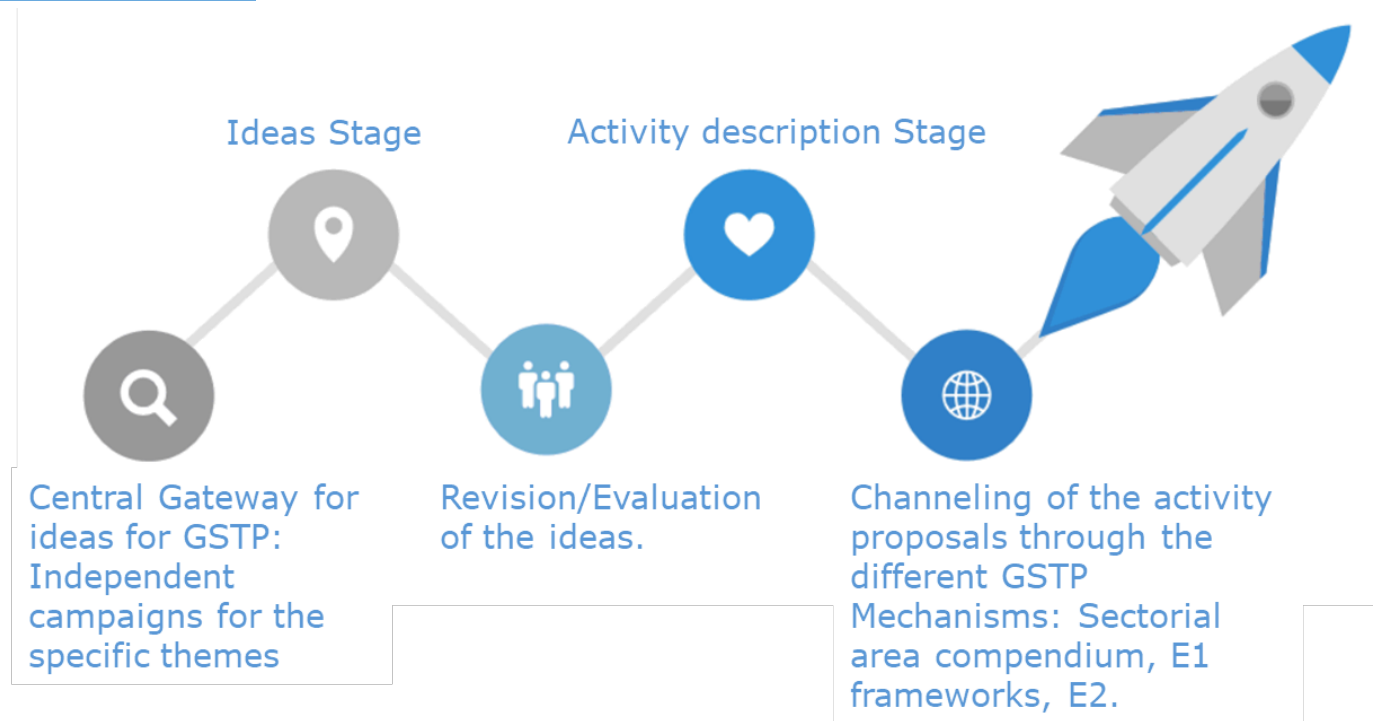 Ideas Stage
Activity description Stage
Central Gateway for
ideas for GSTP:
Independent
campaigns for the
specific themes
Revision/Evaluation
of the ideas.
Channeling of the activity
proposals through the
different GSTP
Mechanisms: Sectorial
area compendium, E1
frameworks, E2.